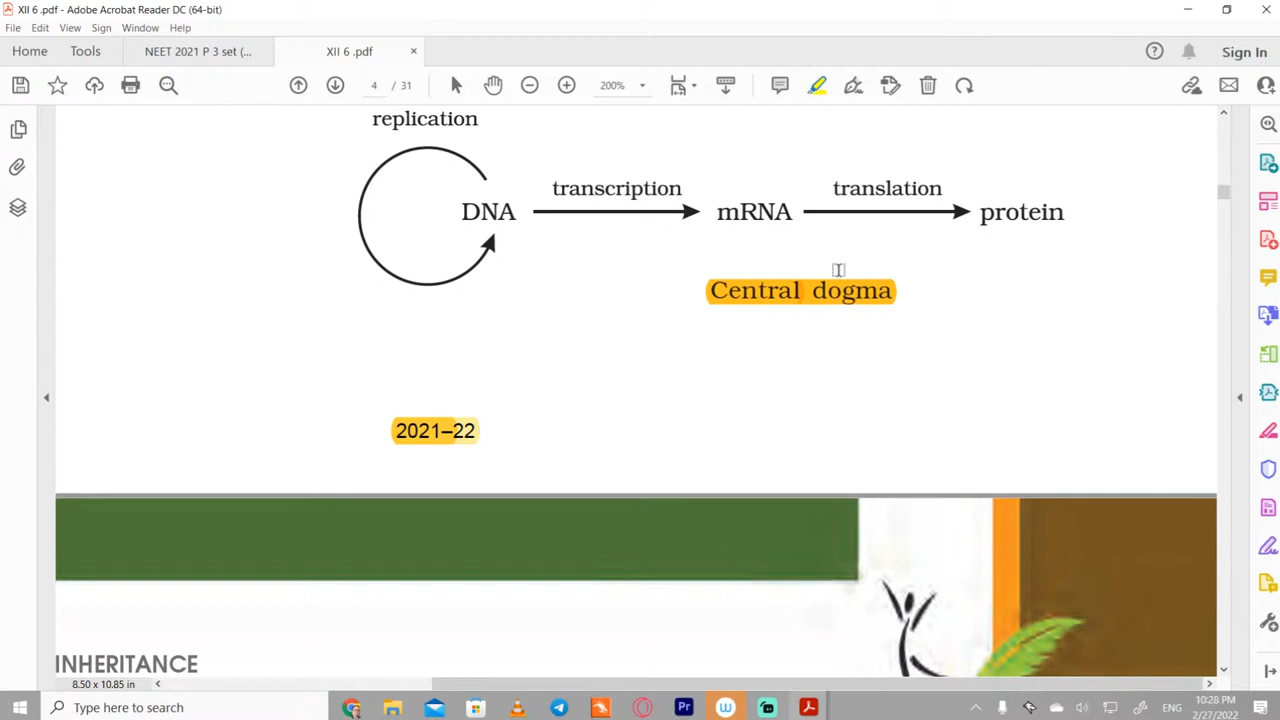 XII 6 .pdf - Adobe Acrobat Reader DC (64-bit)
File Edit View Sign Window Help
Home Tools NEET 2021 P 3 set (... XII 6 .pdf × Sign In
4 / 31 200%
replication
transcription translation
DNA mRNA protein
Central dogma
2021–22
INHERITANCE
8.50 x 10.85 in
Type here to search
ENG
10:28 PM
2/27/2022